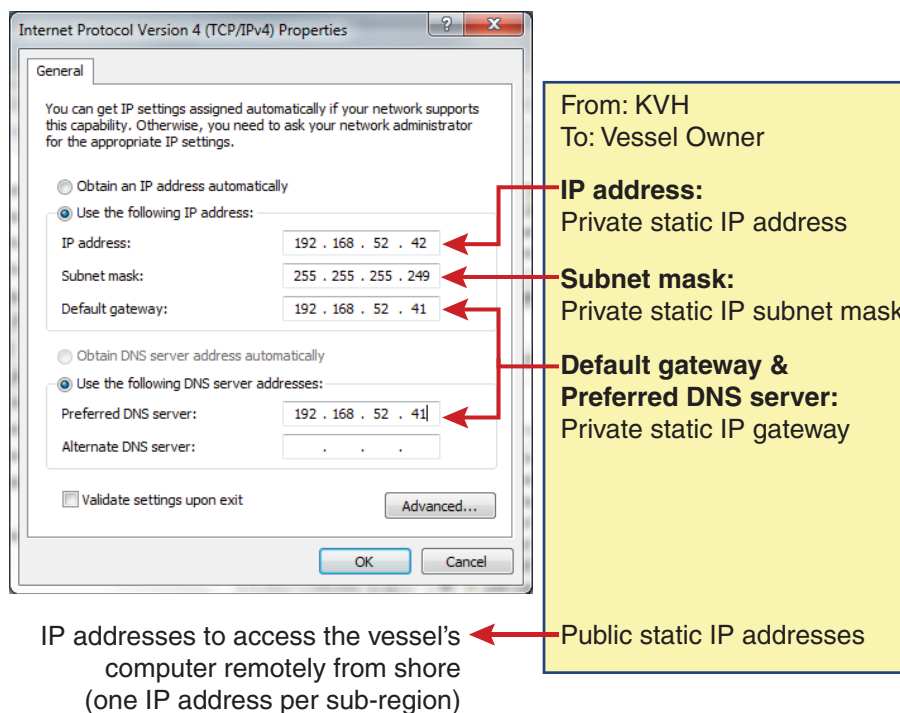 Internet Protocol Version 4 (TCP/IPv4) Properties
?
X
General
You can get IP settings assigned automatically if your network supports
this capability. Otherwise, you need to ask your network administrator
for the appropriate IP settings.
Obtain an IP address automatically
Use the following IP address:
IP address: 192 . 168 . 52 . 42
Subnet mask: 255 . 255 . 255 . 249
Default gateway: 192 . 168 . 52 . 41
Obtain DNS server address automatically
Use the following DNS server addresses:
Preferred DNS server: 192 . 168 . 52 . 41
Alternate DNS server: . . .
Validate settings upon exit
Advanced...
OK
Cancel
From: KVH
To: Vessel Owner
IP address:
Private static IP address
Subnet mask:
Private static IP subnet mask
Default gateway &
Preferred DNS server:
Private static IP gateway
Public static IP addresses
IP addresses to access the vessel's
computer remotely from shore
(one IP address per sub-region)